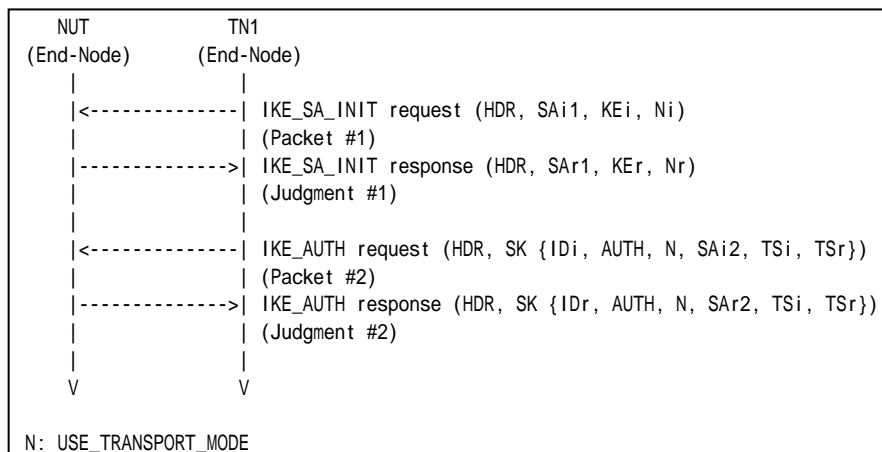 NUT TN1
(End-Node) (End-Node)
| |
|<--------------| IKE_SA_INIT request (HDR, SAi1, KEi, Ni)
| | (Packet #1)
|-------------->| IKE_SA_INIT response (HDR, SAr1, KEr, Nr)
| | (Judgment #1)
| |
|<--------------| IKE_AUTH request (HDR, SK {IDi, AUTH, N, SAi2, TSi, TSr})
| | (Packet #2)
|-------------->| IKE_AUTH response (HDR, SK {IDr, AUTH, N, SAr2, TSi, TSr})
| | (Judgment #2)
| |
V V
N: USE_TRANSPORT_MODE